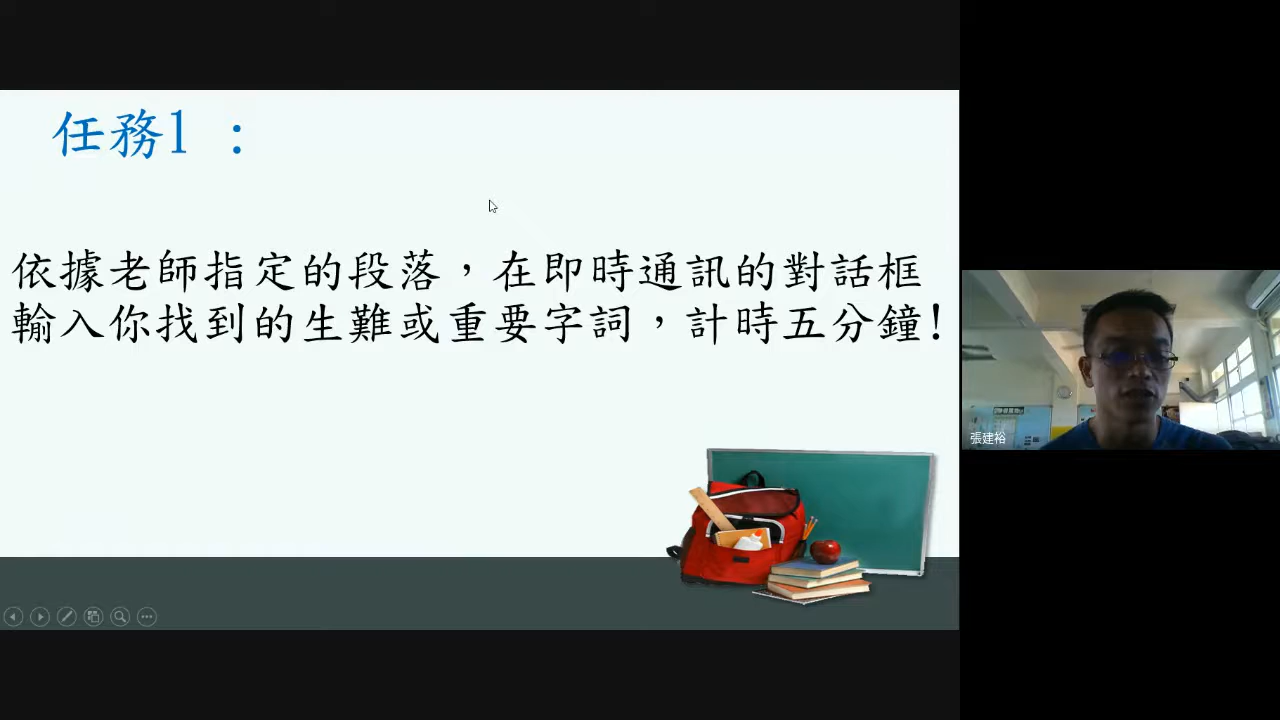 任務1 ：
依據老師指定的段落，在即時通訊的對話框
輸入你找到的生難或重要字詞，計時五分鐘!
張建裕